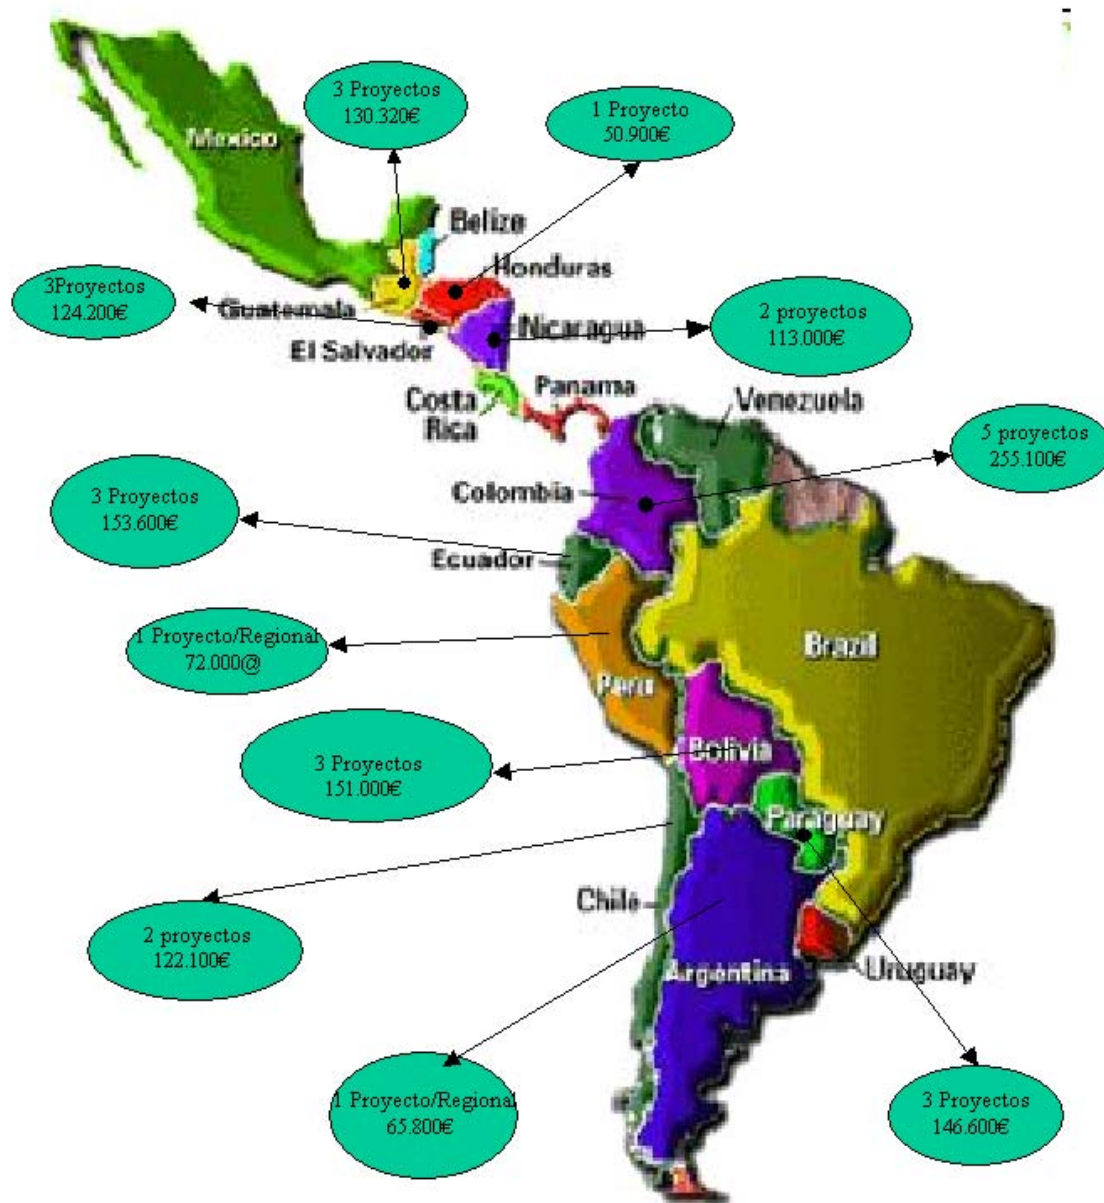 3 Proyectos
130.320€
1 Proyecto
50.900€
Mexico
Belize
Honduras
3Proyectos
124.200€
Guatemala
Nicaragua
2 proyectos
113.000€
El Salvador
Costa
Rica
Panama
Venezuela
5 proyectos
255.100€
3 Proyectos
153.600€
Colombia
Ecuador
1 Proyecto/Regional
72.000@
Brazil
Peru
3 Proyectos
151.000€
Bolivia
Paraguay
Chile
2 proyectos
122.100€
Argentina
Uruguay
1 Proyecto/Regional
65.800€
3 Proyectos
146.600€